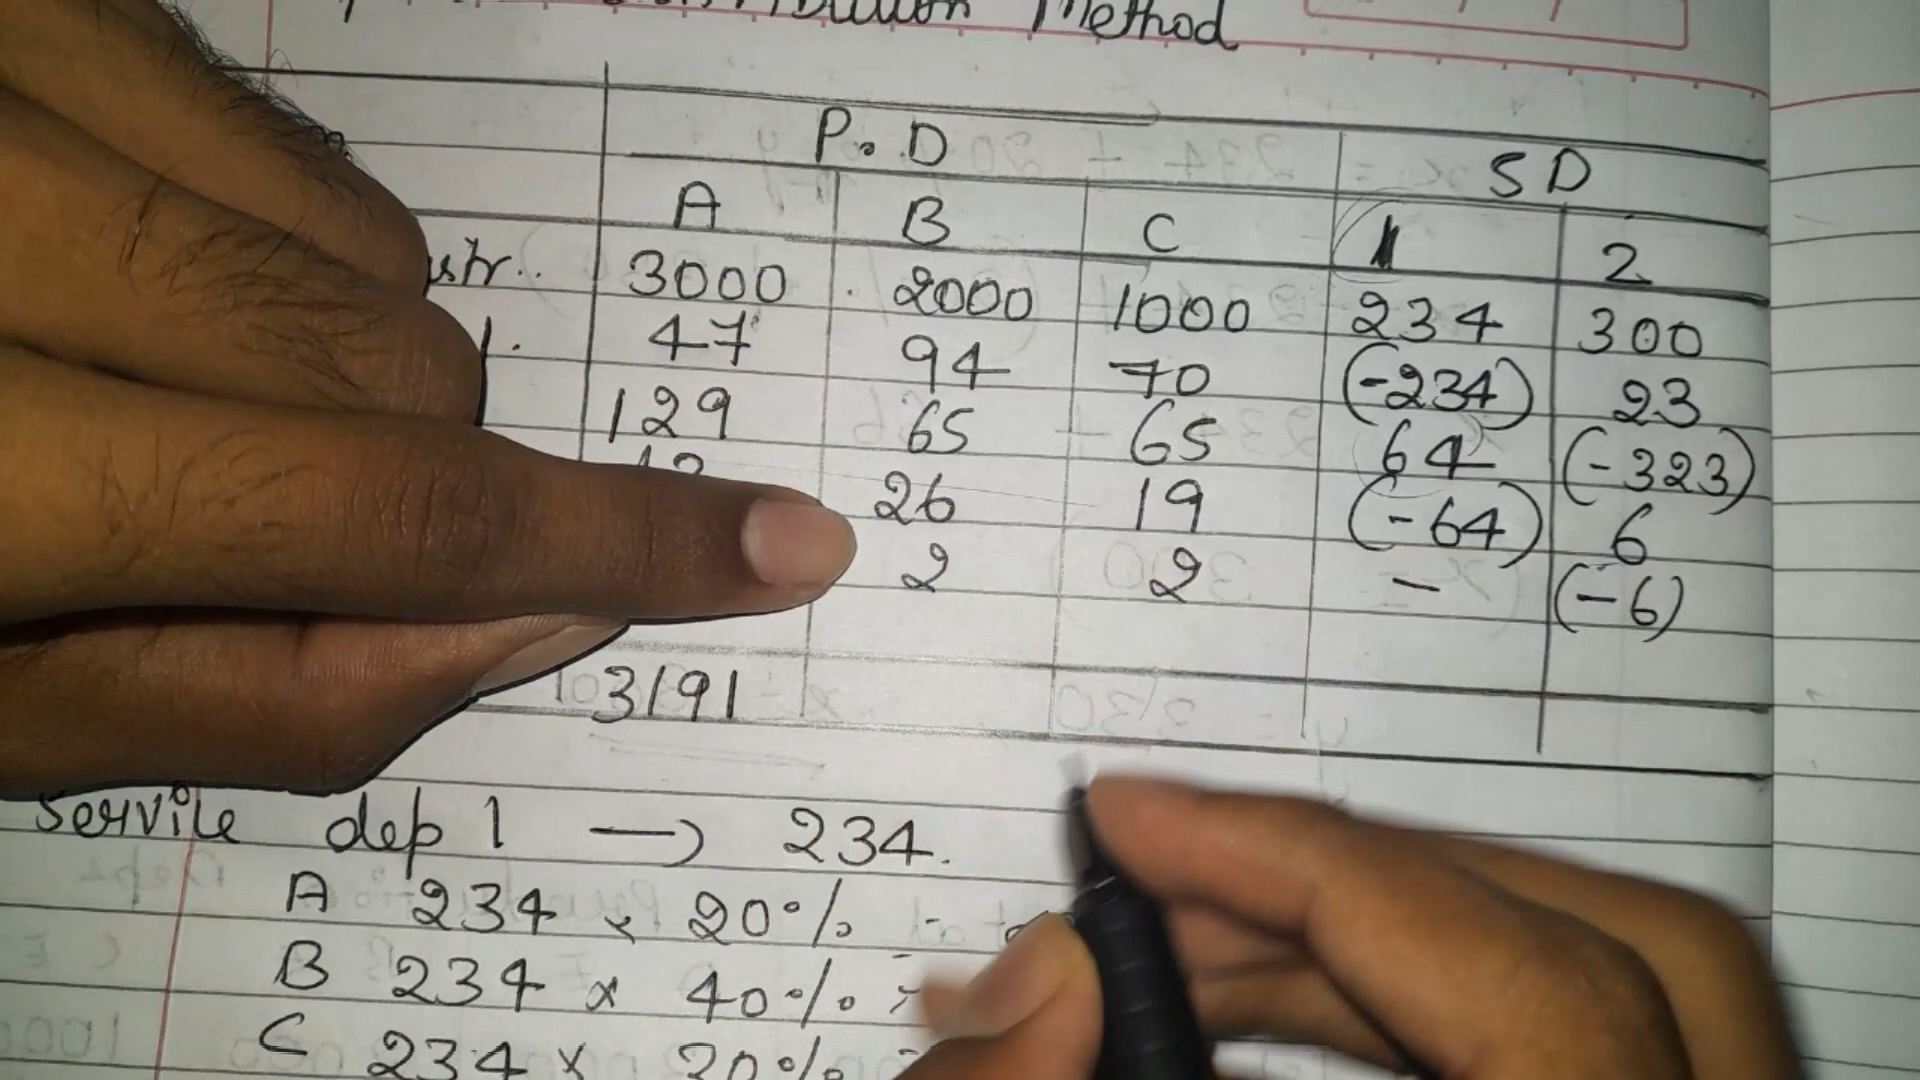 Method
P.D SD
A B C 1 2
3000 2000 1000 234 300
47 94 70 (-234) 23
129 65 65 64 (-323)
26 19 (-64) 6
2 2 - (-6)
3191
Servile dep 1 → 234.
A 234 × 20%
B 234 × 40%
C 234 ×